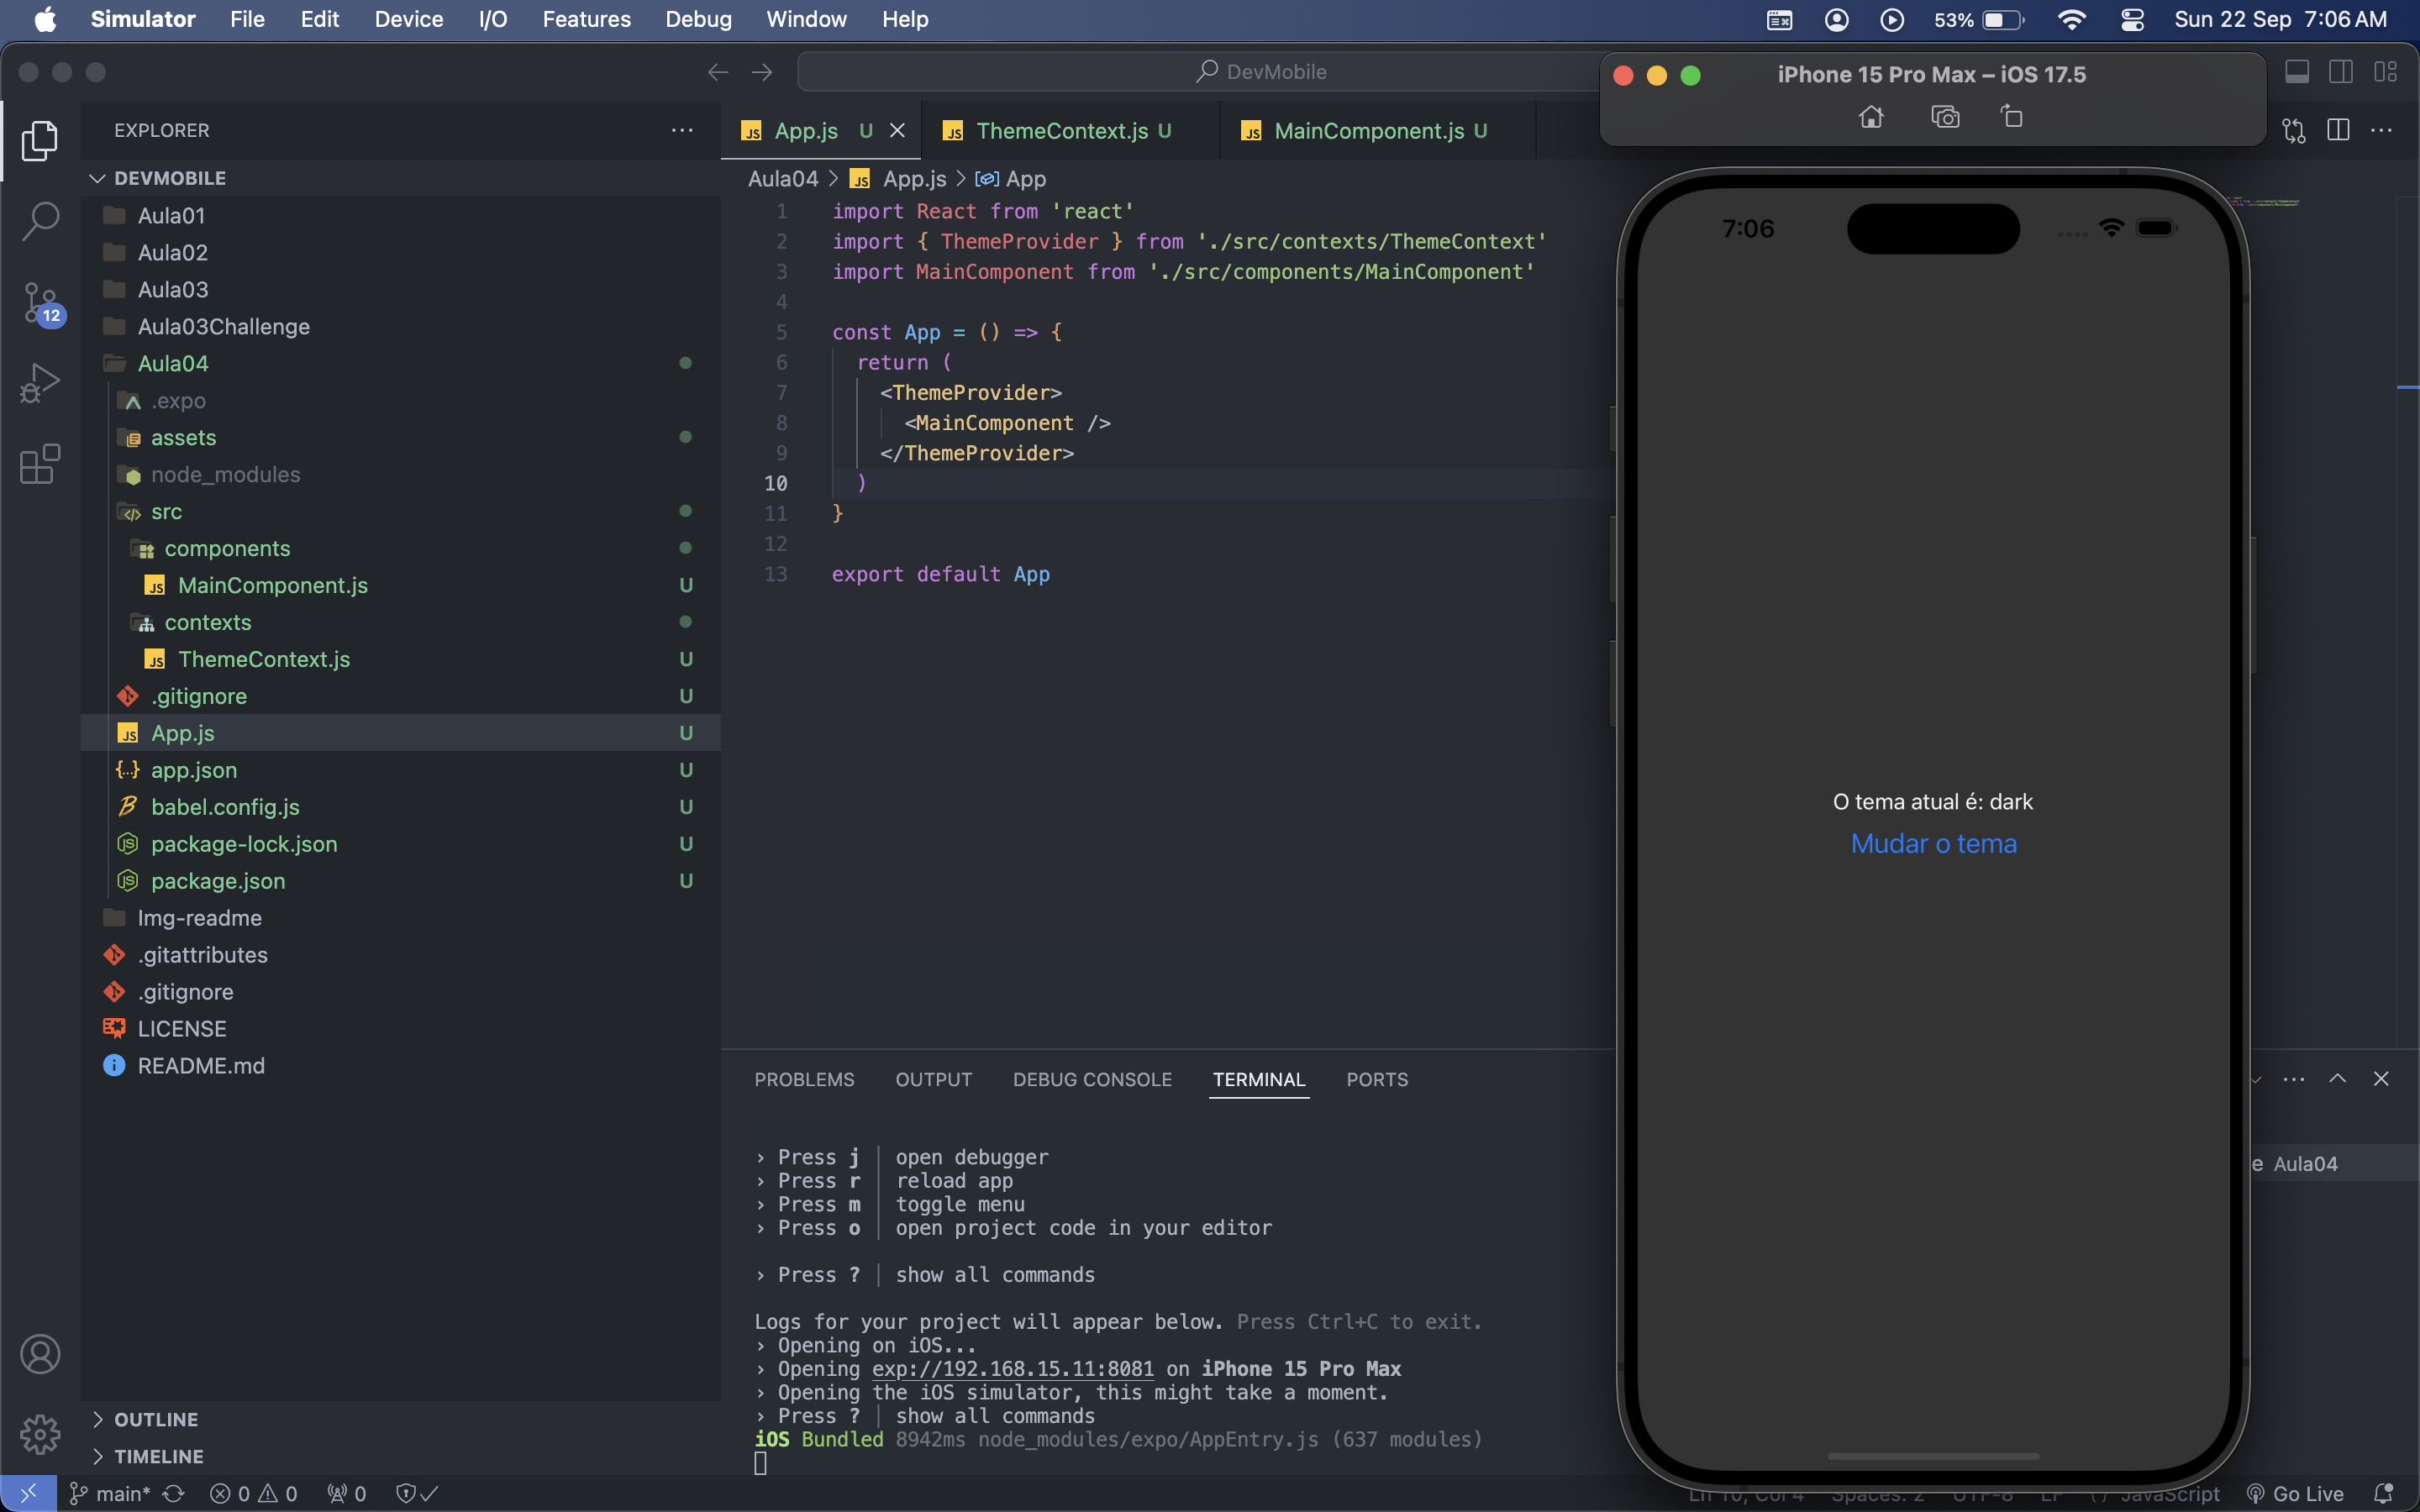 Simulator File Edit Device I/O Features Debug Window Help 53% Sun 22 Sep 7:06 AM
DevMobile
iPhone 15 Pro Max – iOS 17.5
EXPLORER
App.js U
ThemeContext.js U
MainComponent.js U
DEVMOBILE
Aula01
Aula02
Aula03
Aula03Challenge
Aula04
.expo
assets
node_modules
src
components
MainComponent.js U
contexts
ThemeContext.js U
.gitignore U
App.js U
app.json U
babel.config.js U
package-lock.json U
package.json U
Img-readme
.gitattributes
.gitignore
LICENSE
README.md
OUTLINE
TIMELINE
12
Aula04 > App.js > App
1 import React from 'react'
2 import { ThemeProvider } from './src/contexts/ThemeContext'
3 import MainComponent from './src/components/MainComponent'
4
5 const App = () => {
6 return (
7 <ThemeProvider>
8 <MainComponent />
9 </ThemeProvider>
10 )
11 }
12
13 export default App
PROBLEMS OUTPUT DEBUG CONSOLE TERMINAL PORTS
› Press j │ open debugger
› Press r │ reload app
› Press m │ toggle menu
› Press o │ open project code in your editor
› Press ? │ show all commands
Logs for your project will appear below. Press Ctrl+C to exit.
› Opening on iOS...
› Opening exp://192.168.15.11:8081 on iPhone 15 Pro Max
› Opening the iOS simulator, this might take a moment.
› Press ? │ show all commands
iOS Bundled 8942ms node_modules/expo/AppEntry.js (637 modules)
7:06
O tema atual é: dark
Mudar o tema
e Aula04
main* 0 0 0 Ln 10, Col 4 Spaces: 2 UTF-8 LF {} JavaScript Go Live